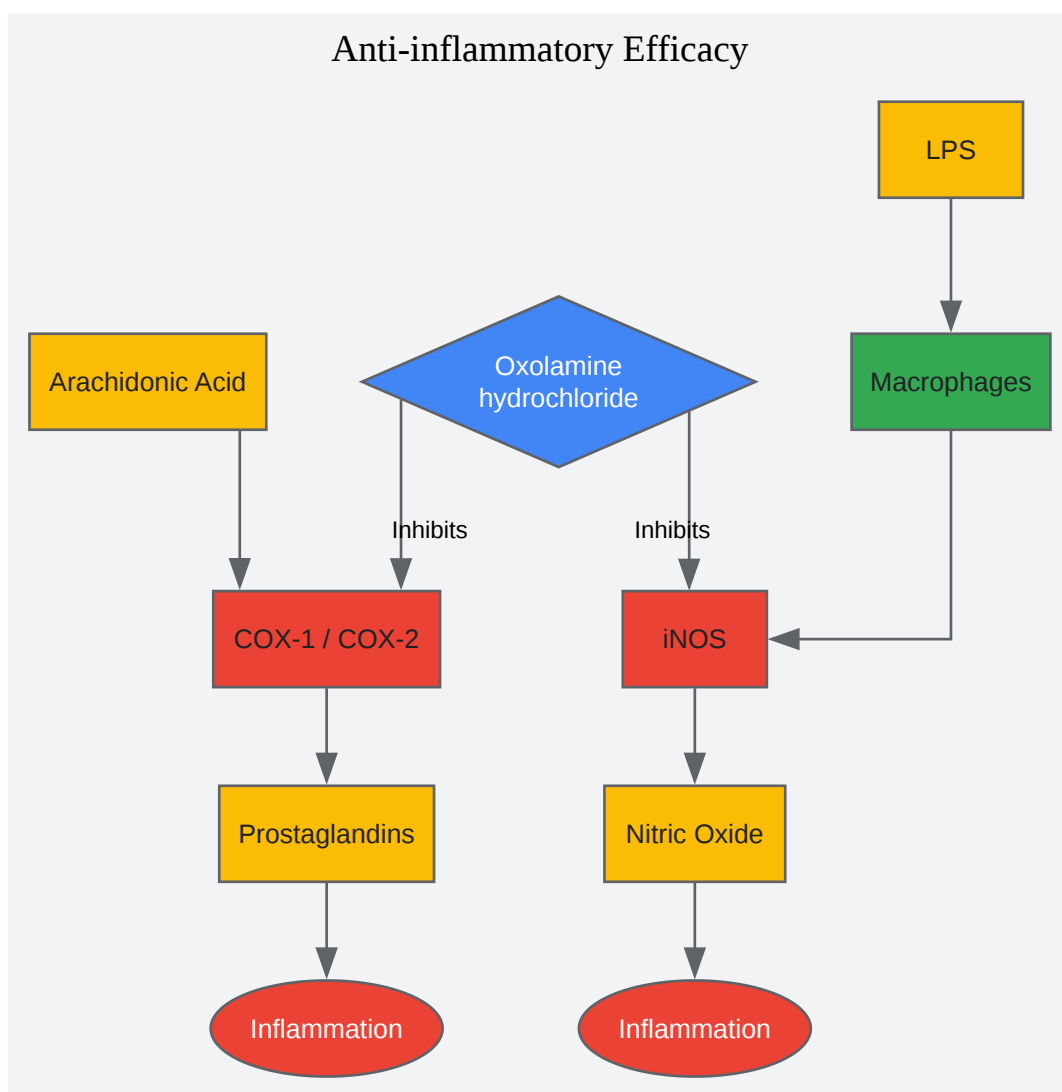 Anti-inflammatory Efficacy
LPS
Arachidonic Acid
Oxolamine
hydrochloride
Macrophages
Inhibits
Inhibits
COX-1 / COX-2
iNOS
Prostaglandins
Nitric Oxide
Inflammation
Inflammation